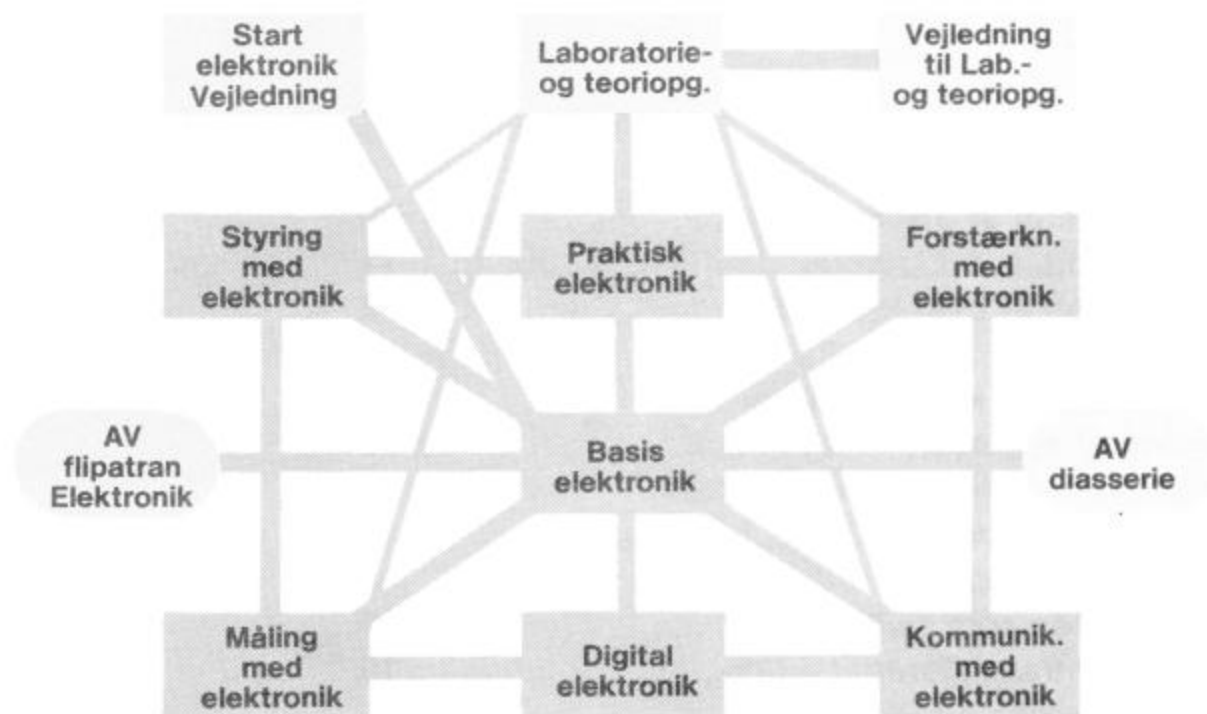 Start
elektronik
Vejledning
Laboratorie-
og teoriopg.
Vejledning
til Lab.-
og teoriopg.
Styring
med
elektronik
Praktisk
elektronik
Forstærkn.
med
elektronik
AV
flipatran
Elektronik
Basis
elektronik
AV
diasserie
Måling
med
elektronik
Digital
elektronik
Kommunik.
med
elektronik